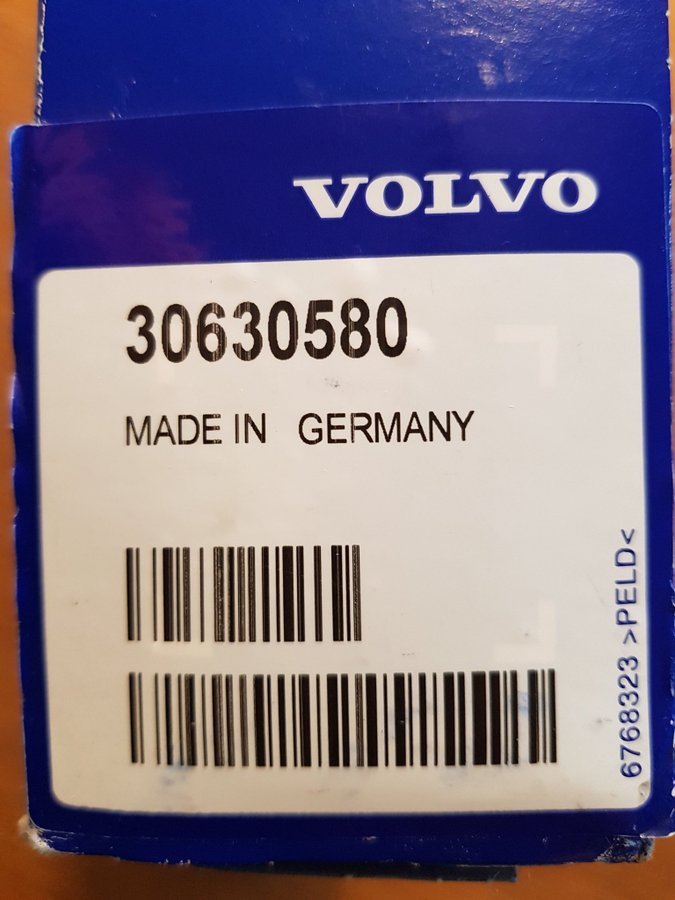 VOLVO
30630580
MADE IN GERMANY
6768323 >PELD<